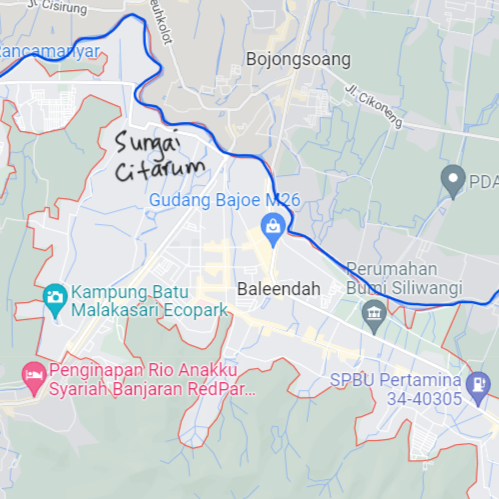 Jl. Cisirung
Rancamanyar
Bojongsoang
Jl. Cikoneng
Sungai
Citarum
PDA
Gudang Bajoe M26
Perumahan
Bumi Siliwangi
Kampung Batu
Malakasari Ecopark
Baleendah
Penginapan Rio Anakku
Syariah Banjaran RedPar...
SPBU Pertamina
34-40305